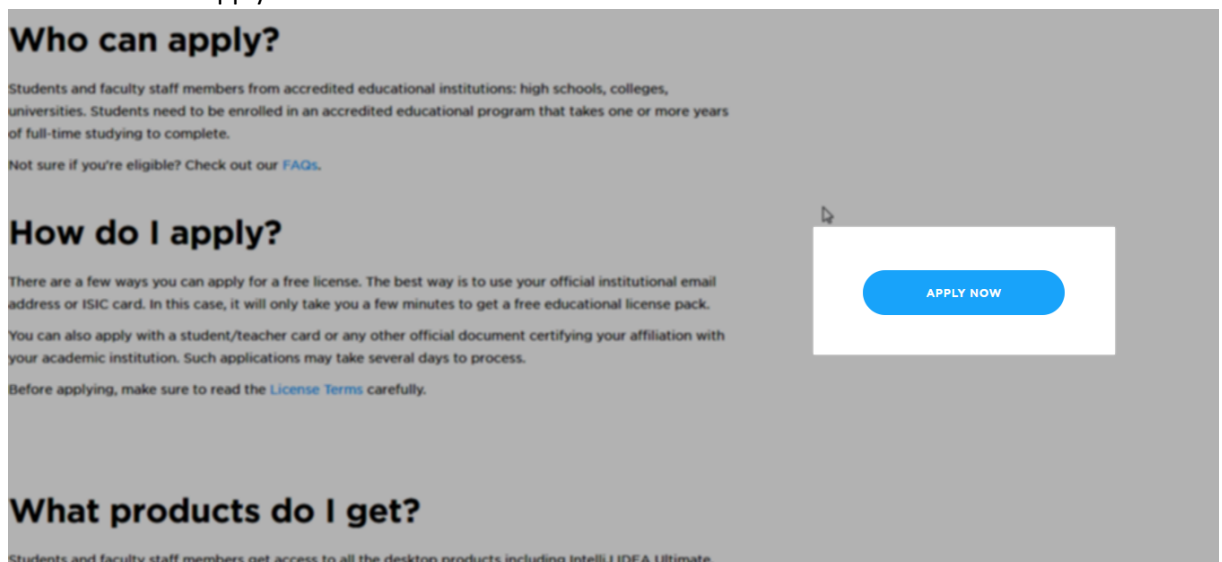 Who can apply?
Students and faculty staff members from accredited educational institutions: high schools, colleges,
universities. Students need to be enrolled in an accredited educational program that takes one or more years
of full-time studying to complete.
Not sure if you're eligible? Check out our FAQs.
How do I apply?
There are a few ways you can apply for a free license. The best way is to use your official institutional email
address or ISIC card. In this case, it will only take you a few minutes to get a free educational license pack.
You can also apply with a student/teacher card or any other official document certifying your affiliation with
your academic institution. Such applications may take several days to process.
Before applying, make sure to read the License Terms carefully.
APPLY NOW
What products do I get?
Students and faculty staff members get access to all the desktop products including IntelliJ IDEA Ultimate,